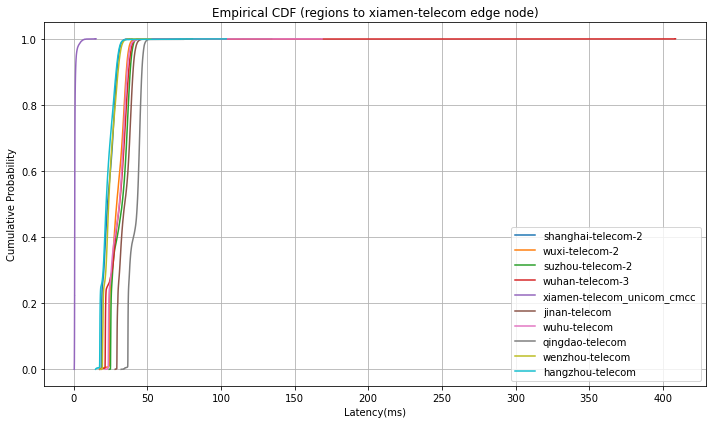 Empirical CDF (regions to xiamen-telecom edge node)
Cumulative Probability
1.0
0.8
0.6
0.4
0.2
0.0
shanghai-telecom-2
wuxi-telecom-2
suzhou-telecom-2
wuhan-telecom-3
xiamen-telecom_unicom_cmcc
jinan-telecom
wuhu-telecom
qingdao-telecom
wenzhou-telecom
hangzhou-telecom
0 50 100 150 200 250 300 350 400
Latency(ms)